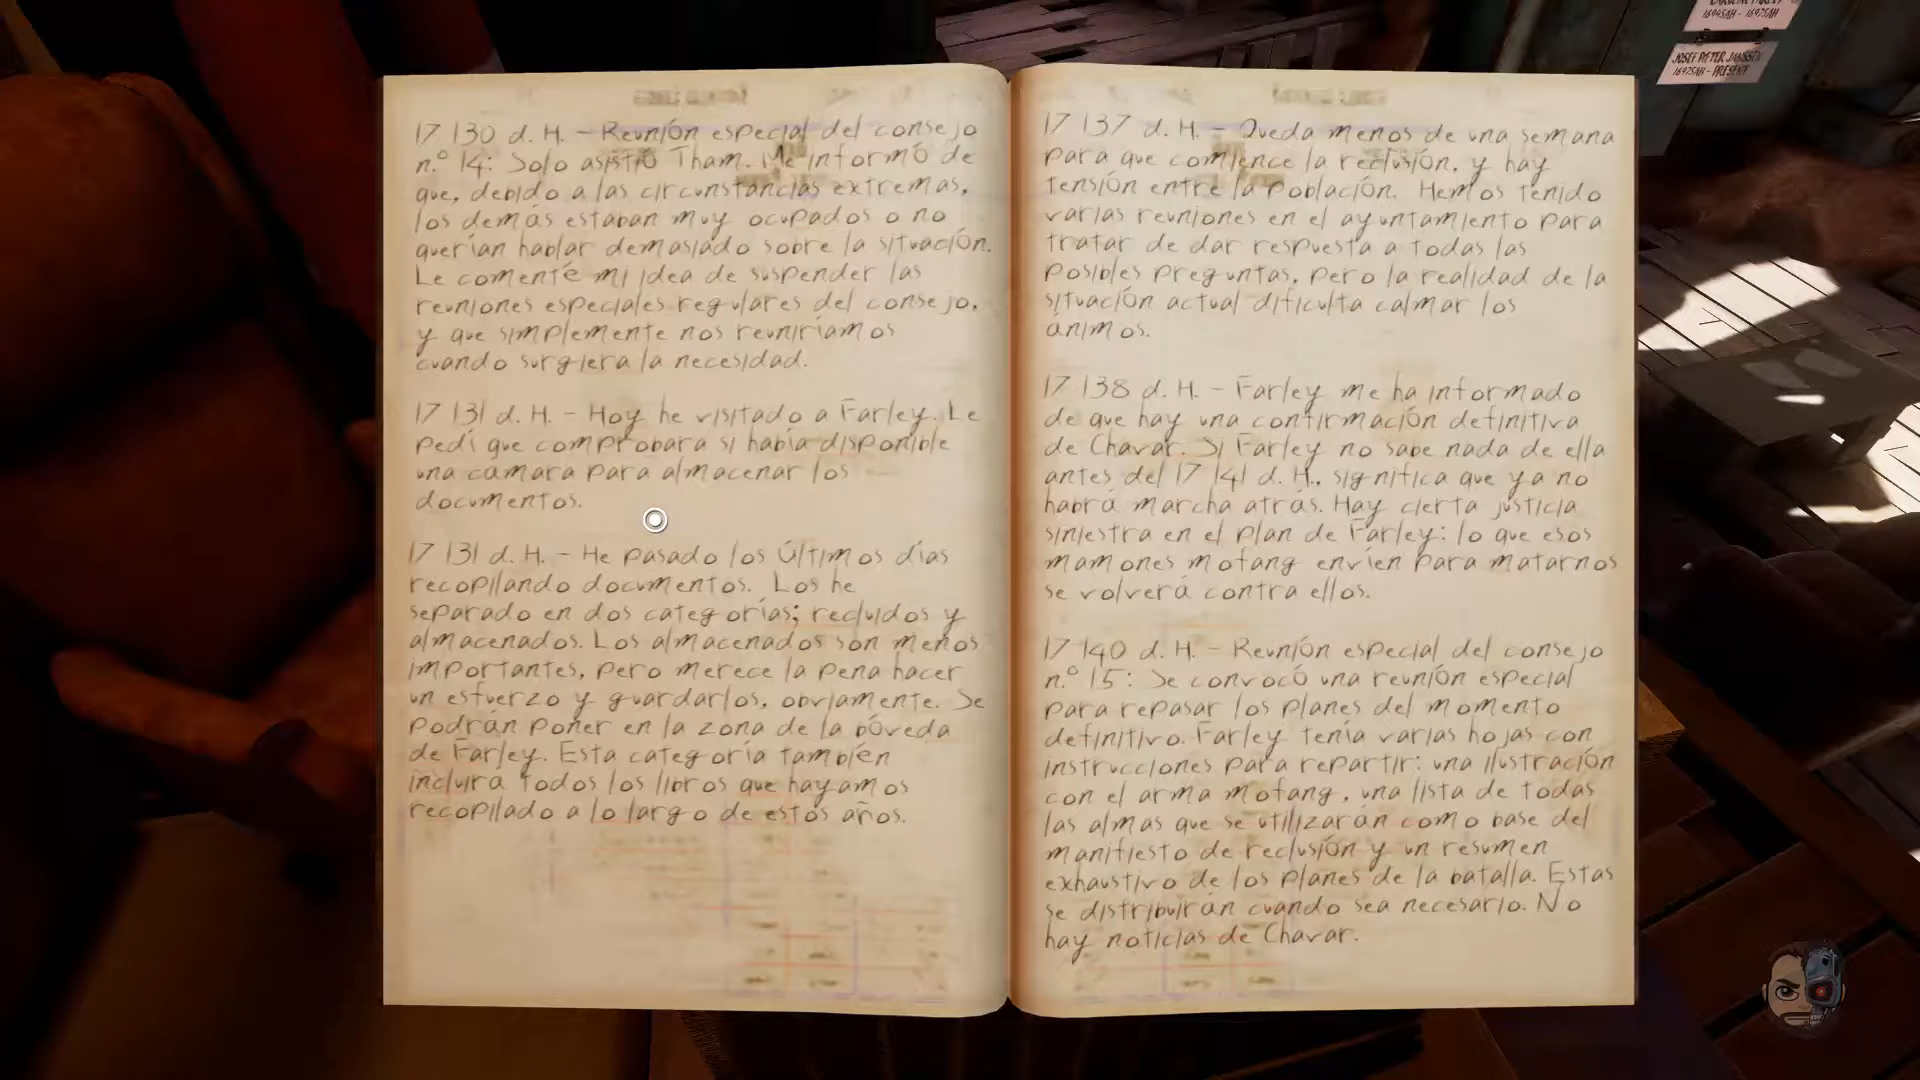 17 130 d. H. - Reunión especial del consejo
n.º 14: Solo asistió Tham. Me informó de
que, debido a las circunstancias extremas,
los demás estaban muy ocupados o no
querían hablar demasiado sobre la situación.
Le comenté mi idea de suspender las
reuniones especiales regulares del consejo,
y que simplemente nos reuniríamos
cuando surgiera la necesidad.
17 131 d. H. - Hoy he visitado a Farley. Le
pedí que comprobara si había disponible
una cámara para almacenar los
documentos.
17 131 d. H. - He pasado los últimos días
recopilando documentos. Los he
separado en dos categorías: recluidos y
almacenados. Los almacenados son menos
importantes, pero merece la pena hacer
un esfuerzo y guardarlos, obviamente. Se
podrán poner en la zona de la bóveda
de Farley. Esta categoría también
incluirá todos los libros que hayamos
recopilado a lo largo de estos años.
17 137 d. H. - Queda menos de una semana
para que comience la reclusión, y hay
tensión entre la población. Hemos tenido
varias reuniones en el ayuntamiento para
tratar de dar respuesta a todas las
posibles preguntas, pero la realidad de la
situación actual dificulta calmar los
ánimos.
17 138 d. H. - Farley me ha informado
de que hay una confirmación definitiva
de Chavar. Si Farley no sabe nada de ella
antes del 17 141 d. H., significa que ya no
habrá marcha atrás. Hay cierta justicia
siniestra en el plan de Farley: lo que esos
mamones mofang envíen para matarnos
se volverá contra ellos.
17 140 d. H. - Reunión especial del consejo
n.º 15: Se convocó una reunión especial
para repasar los planes del momento
definitivo. Farley tenía varias hojas con
instrucciones para repartir: una ilustración
con el arma mofang, una lista de todas
las almas que se utilizarán como base del
manifiesto de reclusión y un resumen
exhaustivo de los planes de la batalla. Estas
se distribuirán cuando sea necesario. No
hay noticias de Chavar.
16945AH - 16975AH
JOSEF PIETER JANSSEN
16975AH - PRESENT